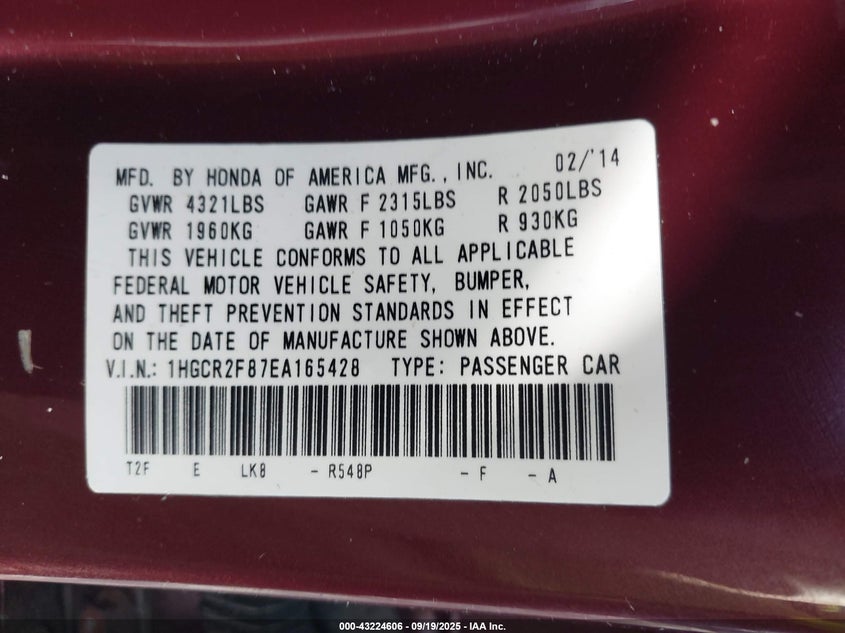 MFD. BY HONDA OF AMERICA MFG., INC. 02/'14
GVWR 4321LBS GAWR F 2315LBS R 2050LBS
GVWR 1960KG GAWR F 1050KG R 930KG
THIS VEHICLE CONFORMS TO ALL APPLICABLE
FEDERAL MOTOR VEHICLE SAFETY, BUMPER,
AND THEFT PREVENTION STANDARDS IN EFFECT
ON THE DATE OF MANUFACTURE SHOWN ABOVE.
V.I.N.: 1HGCR2F87EA165428 TYPE: PASSENGER CAR
T2F E LK8 - R548P - F - A
000-43224606 - 09/19/2025 - IAA Inc.